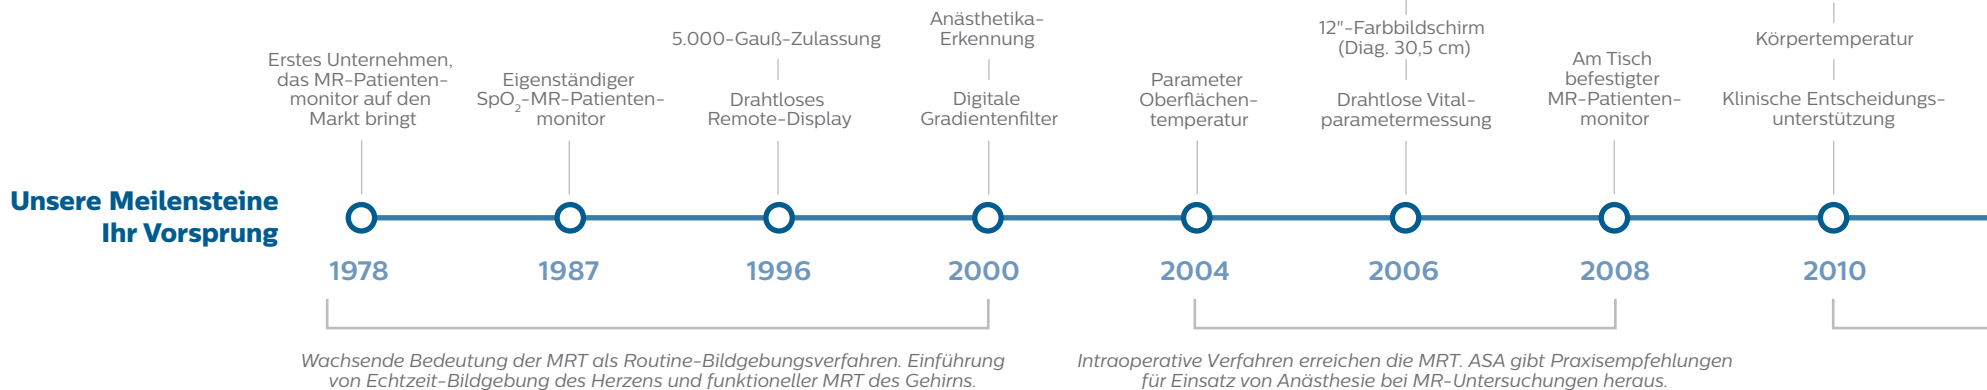 Erstes Unternehmen,
das MR-Patienten-
monitor auf den
Markt bringt
Eigenständiger
SpO₂-MR-Patienten-
monitor
5.000-Gauß-Zulassung
Drahtloses
Remote-Display
Anästhetika-
Erkennung
Digitale
Gradientenfilter
Parameter
Oberflächen-
temperatur
12"-Farbbildschirm
(Diag. 30,5 cm)
Drahtlose Vital-
parametermessung
Am Tisch
befestigter
MR-Patienten-
monitor
Körpertemperatur
Klinische Entscheidungs-
unterstützung
Unsere Meilensteine
Ihr Vorsprung
1978
1987
1996
2000
2004
2006
2008
2010
Wachsende Bedeutung der MRT als Routine-Bildgebungsverfahren. Einführung
von Echtzeit-Bildgebung des Herzens und funktioneller MRT des Gehirns.
Intraoperative Verfahren erreichen die MRT. ASA gibt Praxisempfehlungen
für Einsatz von Anästhesie bei MR-Untersuchungen heraus.